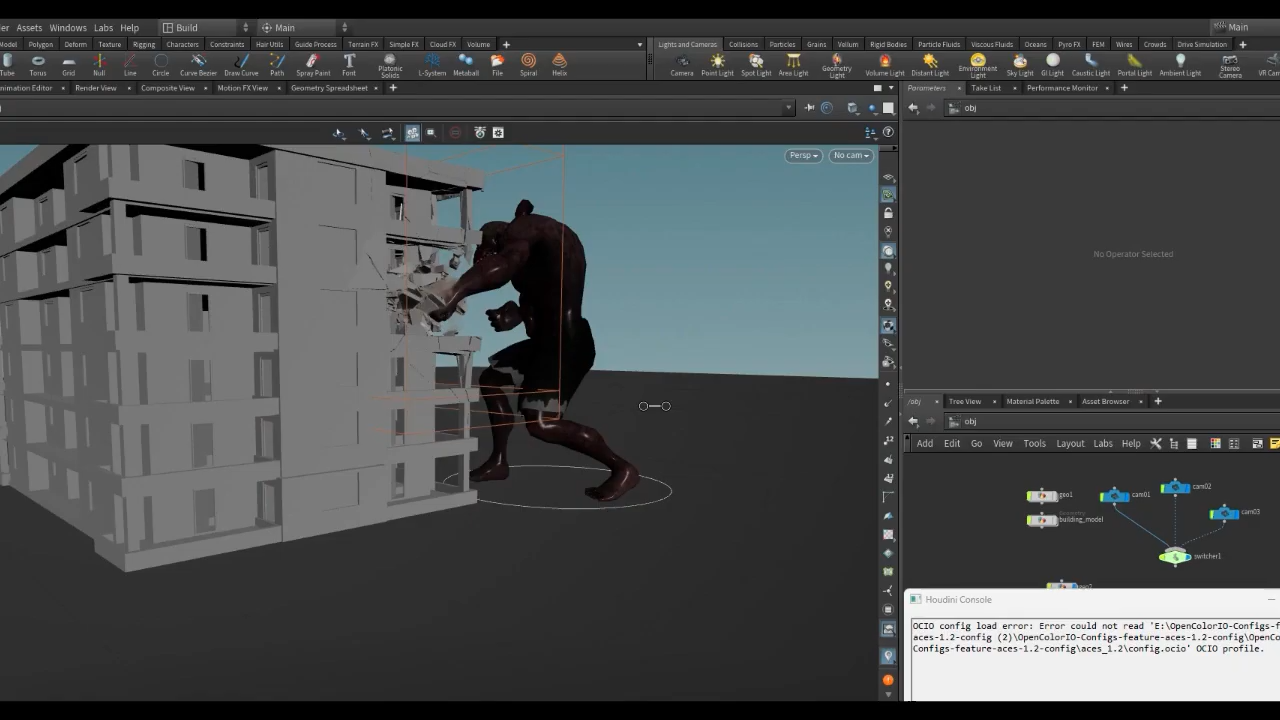 der Assets Windows Labs Help Build Main Main
Model Polygon Deform Texture Rigging Characters Constraints Hair Utils Guide Process Terrain FX Simple FX Cloud FX Volume Lights and Cameras Collisions Particles Grains Vellum Rigid Bodies Particle Fluids Viscous Fluids Oceans Pyro FX FEM Wires Crowds Drive Simulation
Tube Torus Grid Null Line Circle Curve Bezier Draw Curve Path Spray Paint Font Platonic Solids L-System Metaball File Spiral Helix Camera Point Light Spot Light Area Light Geometry Light Volume Light Distant Light Environment Light Sky Light GI Light Caustic Light Portal Light Ambient Light Stereo Camera VR Cam
nimation Editor Render View Composite View Motion FX View Geometry Spreadsheet Parameters Take List Performance Monitor
obj
Persp No cam
No Operator Selected
/obj Tree View Material Palette Asset Browser
obj
Add Edit Go View Tools Layout Labs Help
geo1 cam01 cam02
building_model cam03
switcher1
Houdini Console
OCIO config load error: Error could not read 'E:\OpenColorIO-Configs-f
aces-1.2-config (2)\OpenColorIO-Configs-feature-aces-1.2-config\OpenC
Configs-feature-aces-1.2-config\aces_1.2\config.ocio' OCIO profile.